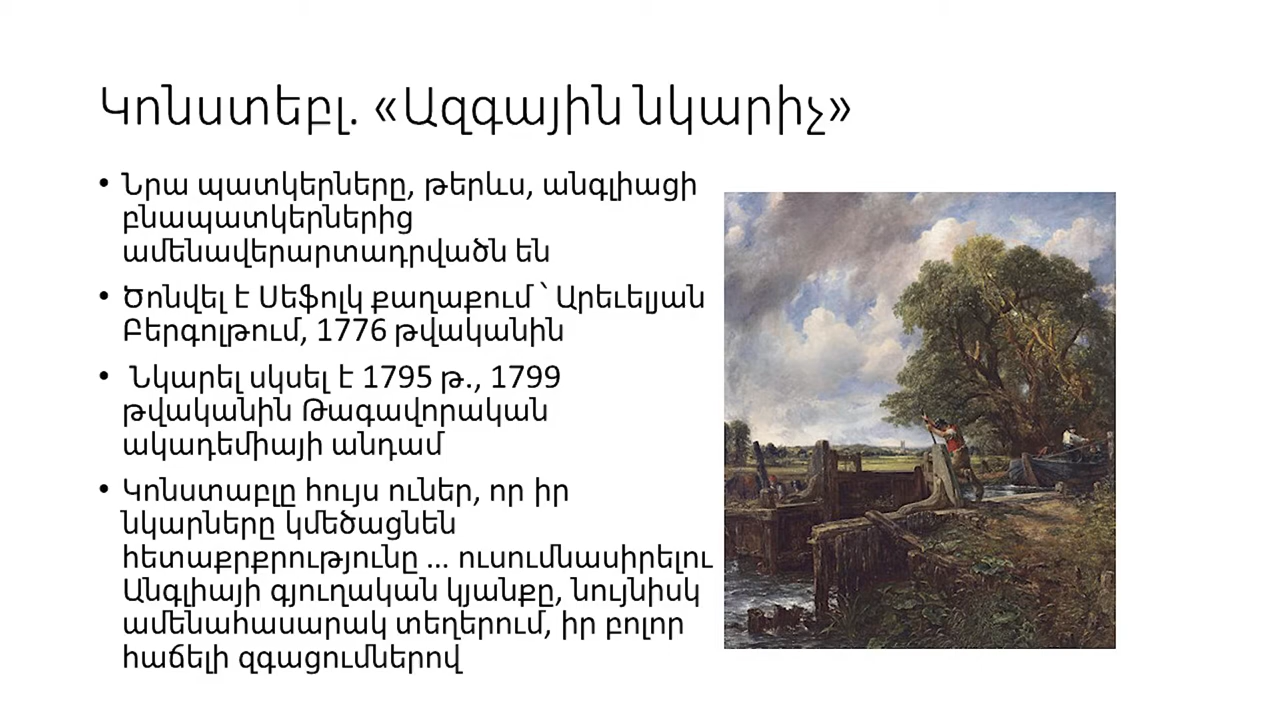 Կոնստեբլ. «Ազգային նկարիչ»
• Նրա պատկերները, թերևս, անգլիացի
բնապատկերներից
ամենավերարտադրվածն են
• Ծոնվել է Սեֆոլկ քաղաքում ՝ Արեւելյան
Բերգոլթում, 1776 թվականին
• Նկարել սկսել է 1795 թ., 1799
թվականին Թագավորական
ակադեմիայի անդամ
• Կոնստաբլը հույս ուներ, որ իր
նկարները կմեծացնեն
հետաքրքրությունը ... ուսումնասիրելու
Անգլիայի գյուղական կյանքը, նույնիսկ
ամենահասարակ տեղերում, իր բոլոր
հաճելի զգացումներով